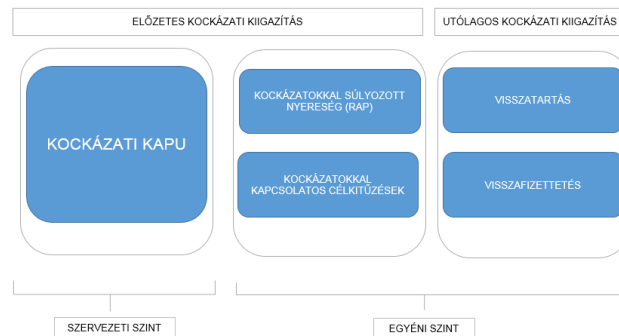 ELŐZETES KOCKÁZATI KIIGAZÍTÁS
UTÓLAGOS KOCKÁZATI KIIGAZÍTÁS
KOCKÁZATI KAPU
KOCKÁZATOKKAL SÚLYOZOTT
NYERESÉG (RAP)
KOCKÁZATOKKAL
KAPCSOLATOS CÉLKITŰZÉSEK
VISSZATARTÁS
VISSZAFIZETTETÉS
SZERVEZETI SZINT
EGYÉNI SZINT